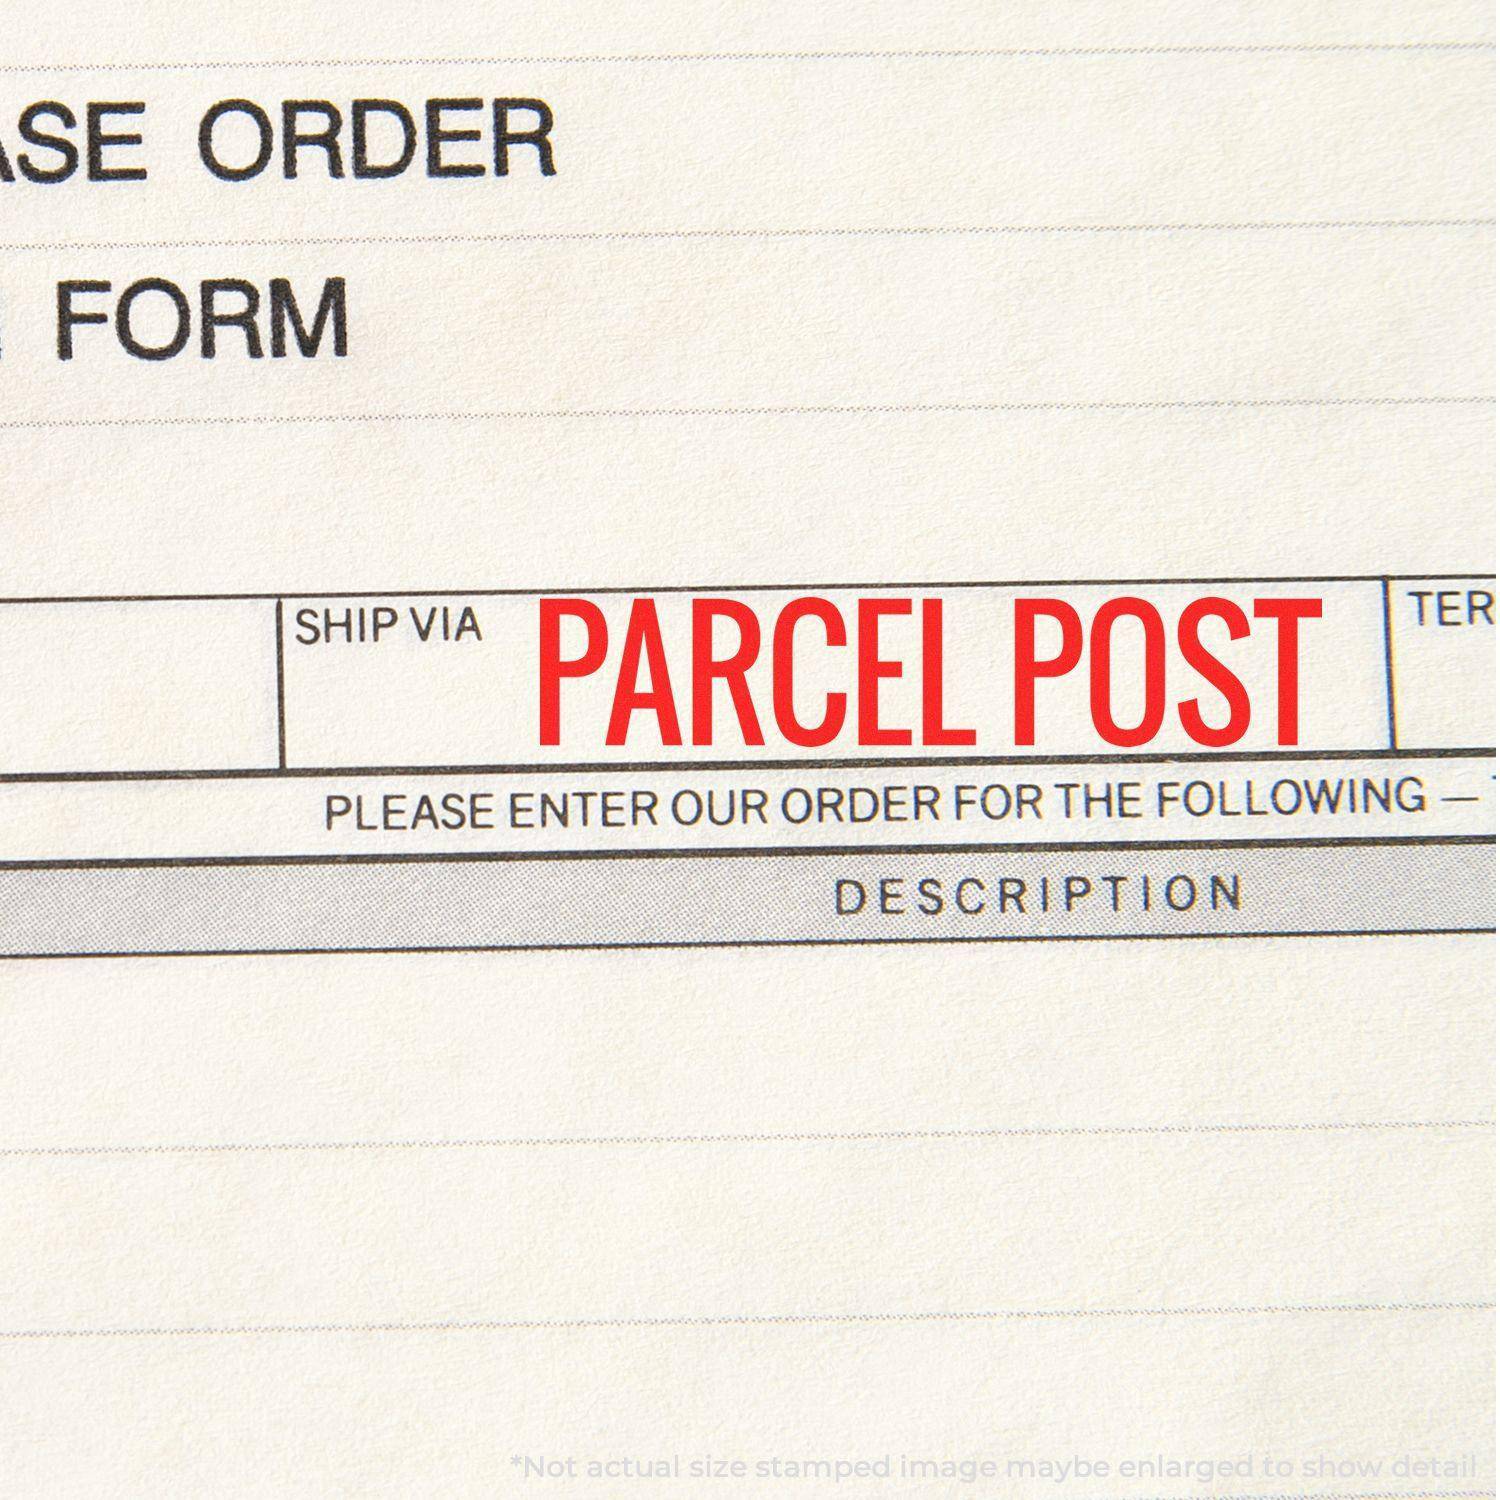 ASE ORDER
FORM
SHIP VIA PARCEL POST TER
PLEASE ENTER OUR ORDER FOR THE FOLLOWING —
DESCRIPTION
*Not actual size stamped image maybe enlarged to show detail